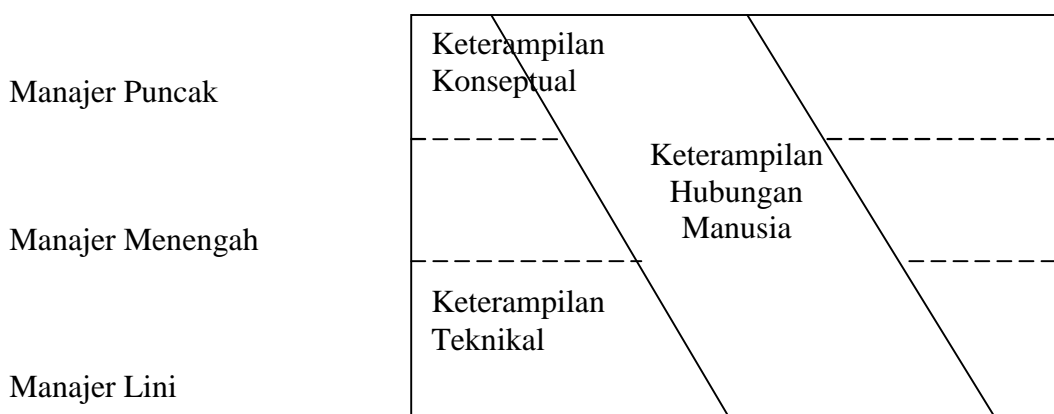 Keterampilan
Konseptual
Manajer Puncak
Keterampilan
Hubungan
Manusia
Manajer Menengah
Keterampilan
Teknikal
Manajer Lini